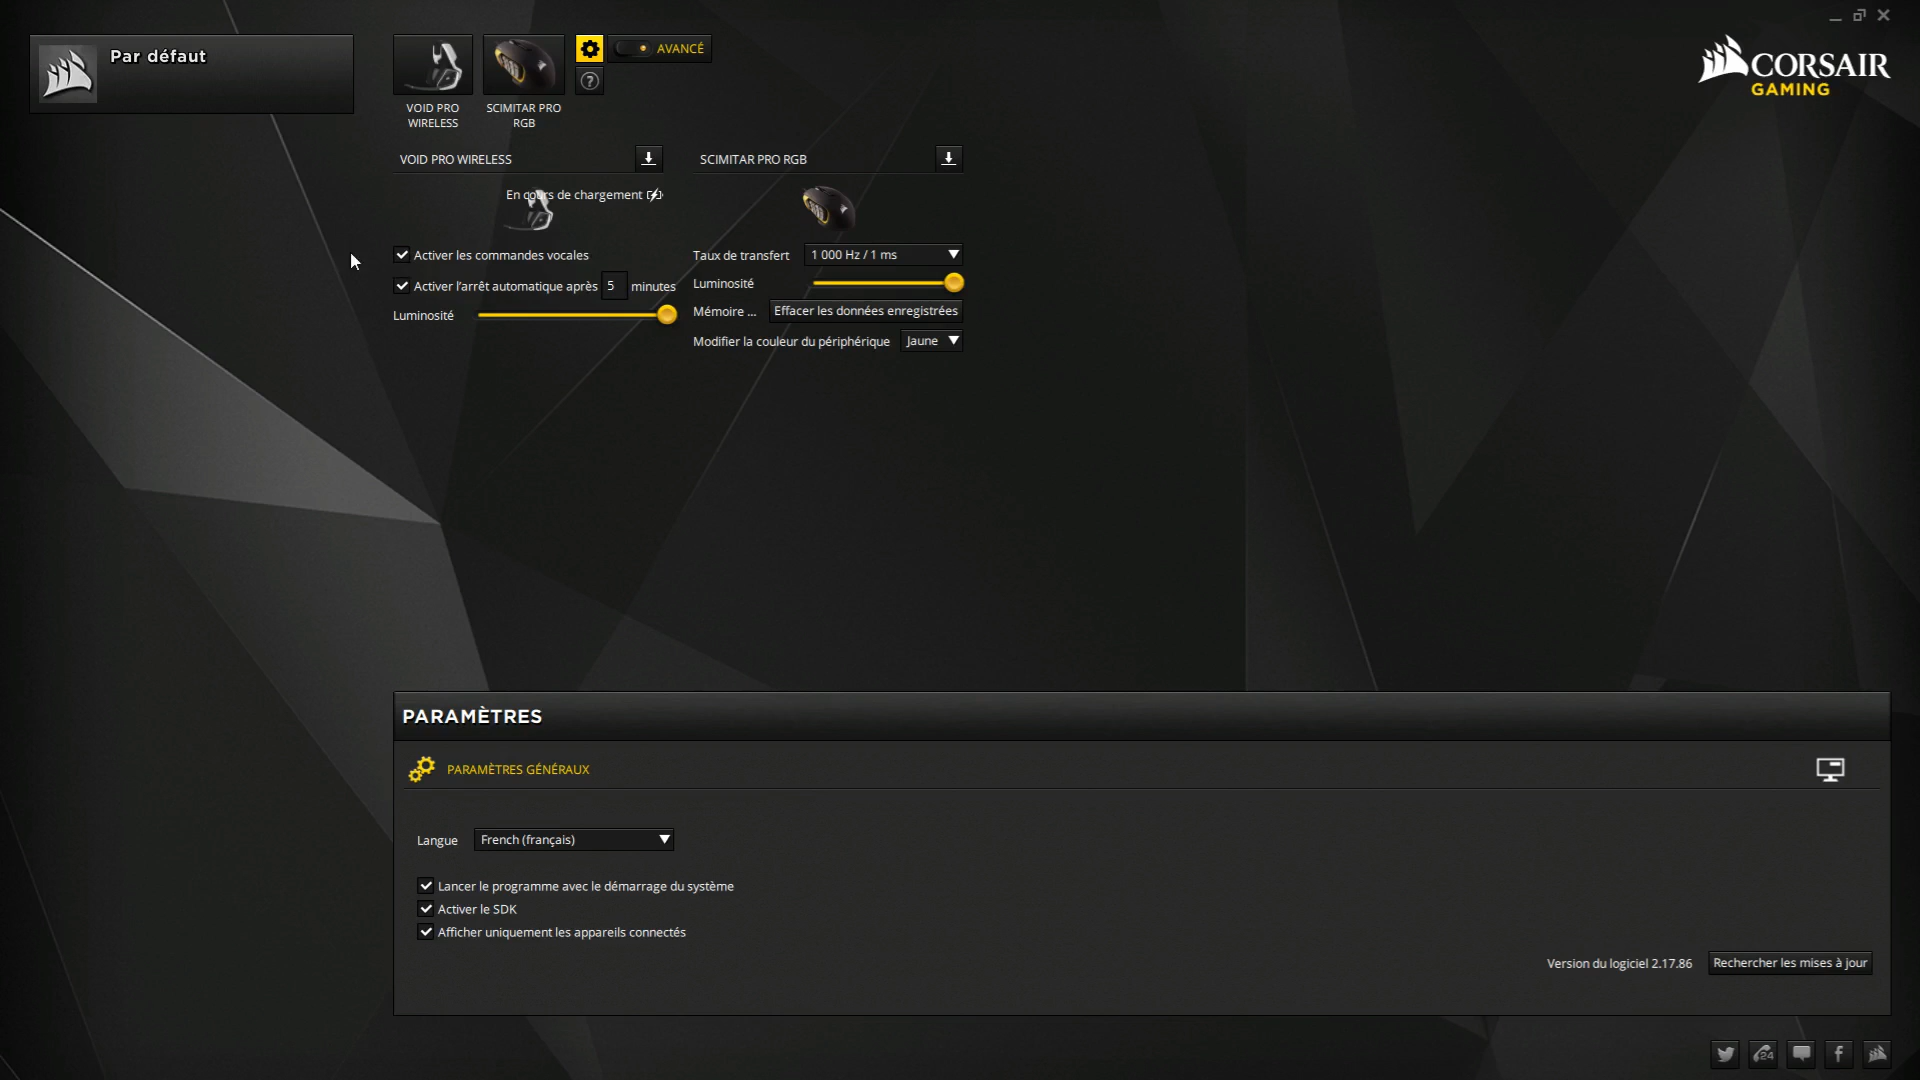 Par défaut
AVANCÉ
CORSAIR
GAMING
VOID PRO
WIRELESS
SCIMITAR PRO
RGB
VOID PRO WIRELESS
SCIMITAR PRO RGB
En cours de chargement
Activer les commandes vocales
Activer l'arrêt automatique après 5 minutes
Luminosité
Taux de transfert 1 000 Hz / 1 ms
Luminosité
Mémoire ... Effacer les données enregistrées
Modifier la couleur du périphérique Jaune
PARAMÈTRES
PARAMÈTRES GÉNÉRAUX
Langue French (français)
Lancer le programme avec le démarrage du système
Activer le SDK
Afficher uniquement les appareils connectés
Version du logiciel 2.17.86 Rechercher les mises à jour
24